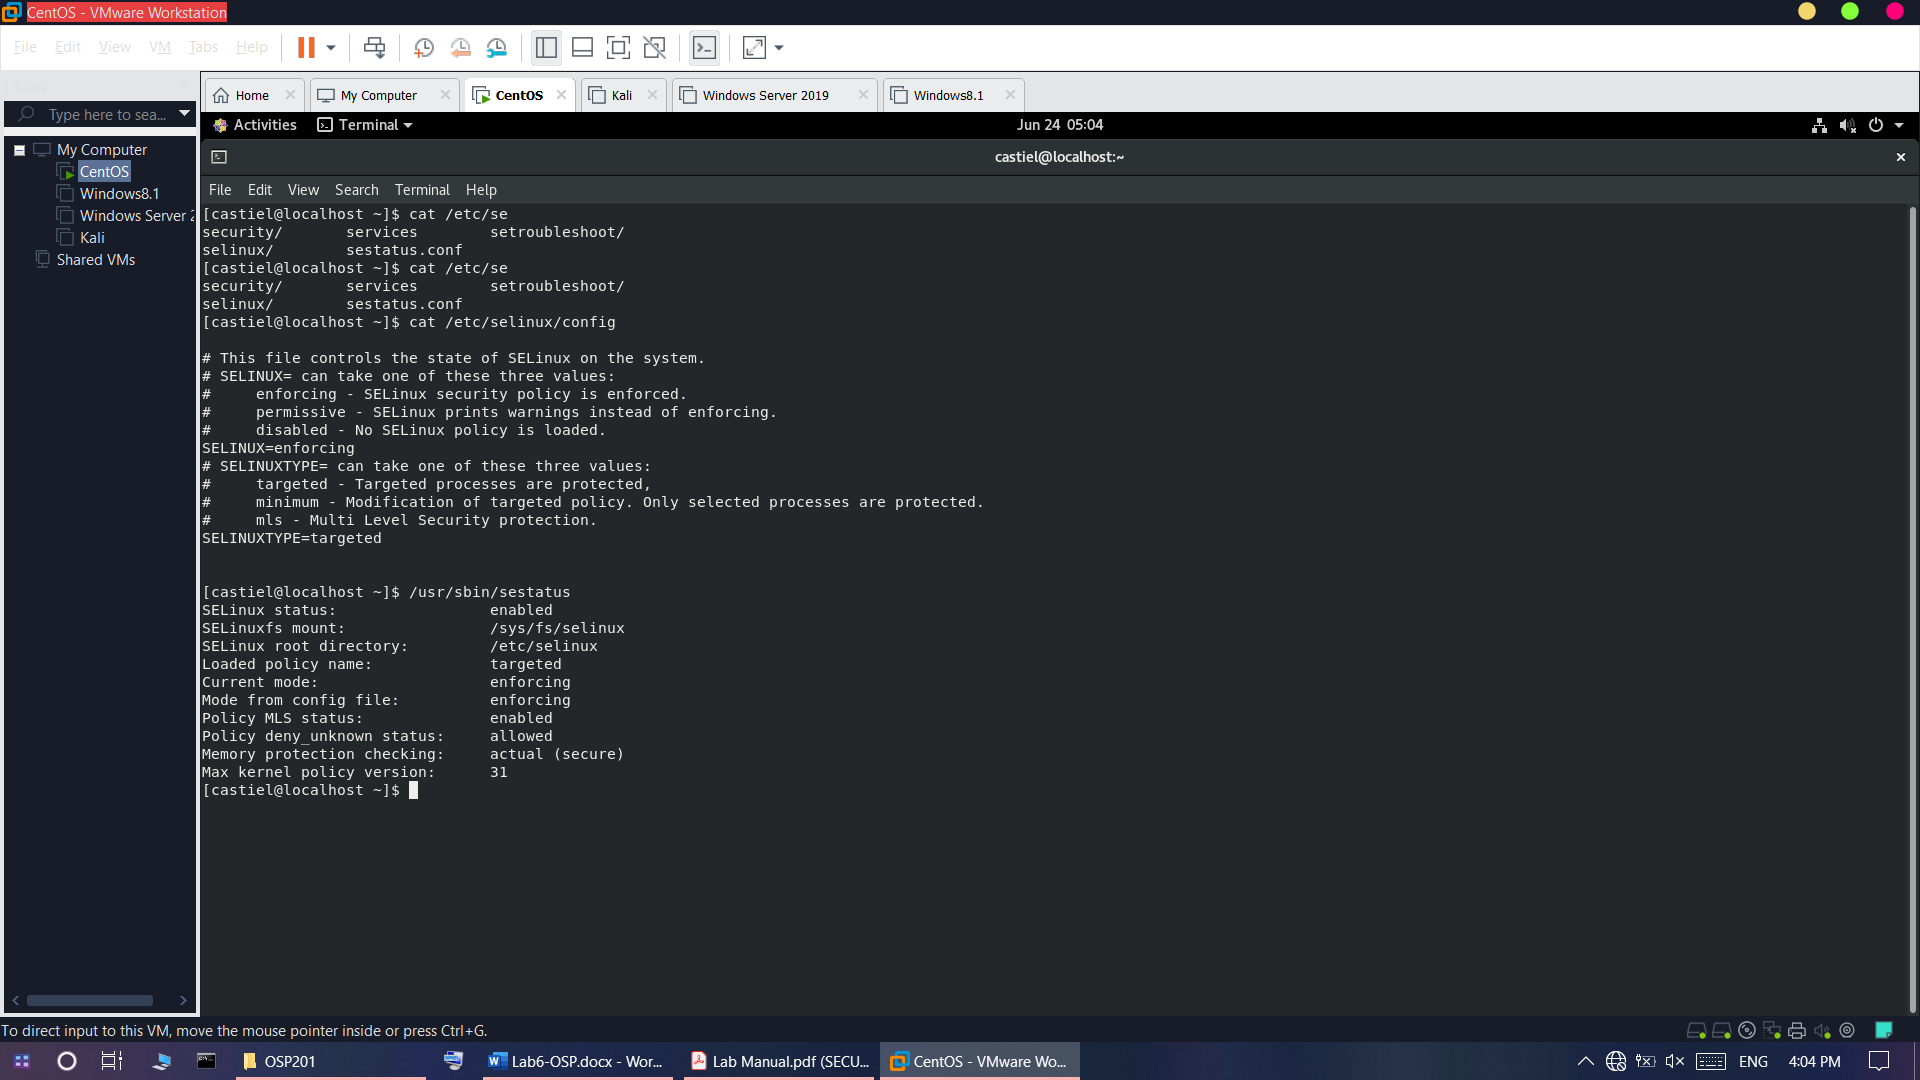 CentOS - VMware Workstation
File Edit View VM Tabs Help
Library
Type here to sea...
My Computer
CentOS
Windows8.1
Windows Server 2
Kali
Shared VMs
Home
My Computer
CentOS
Kali
Windows Server 2019
Windows8.1
Activities Terminal Jun 24 05:04
castiel@localhost:~
File Edit View Search Terminal Help
[castiel@localhost ~]$ cat /etc/se
security/ services setroubleshoot/
selinux/ sestatus.conf
[castiel@localhost ~]$ cat /etc/se
security/ services setroubleshoot/
selinux/ sestatus.conf
[castiel@localhost ~]$ cat /etc/selinux/config
# This file controls the state of SELinux on the system.
# SELINUX= can take one of these three values:
# enforcing - SELinux security policy is enforced.
# permissive - SELinux prints warnings instead of enforcing.
# disabled - No SELinux policy is loaded.
SELINUX=enforcing
# SELINUXTYPE= can take one of these three values:
# targeted - Targeted processes are protected,
# minimum - Modification of targeted policy. Only selected processes are protected.
# mls - Multi Level Security protection.
SELINUXTYPE=targeted
[castiel@localhost ~]$ /usr/sbin/sestatus
SELinux status: enabled
SELinuxfs mount: /sys/fs/selinux
SELinux root directory: /etc/selinux
Loaded policy name: targeted
Current mode: enforcing
Mode from config file: enforcing
Policy MLS status: enabled
Policy deny_unknown status: allowed
Memory protection checking: actual (secure)
Max kernel policy version: 31
[castiel@localhost ~]$
To direct input to this VM, move the mouse pointer inside or press Ctrl+G.
OSP201
Lab6-OSP.docx - Wor...
Lab Manual.pdf (SECU...
CentOS - VMware Wo...
ENG
4:04 PM